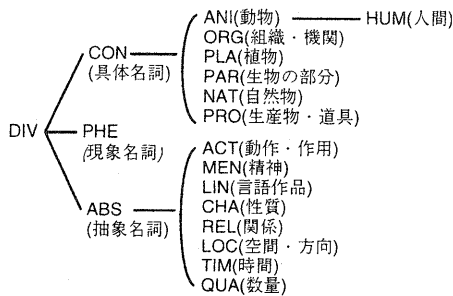 ANI(動物) HUM(人間)
ORG(組織・機関)
CON
PLA(植物)
(具体名詞)
PAR(生物の部分)
NAT(自然物)
PRO(生産物・道具)
DIV PHE
(現象名詞)
ACT(動作・作用)
MEN(精神)
LIN(言語作品)
CHA(性質)
ABS
REL(関係)
(抽象名詞)
LOC(空間・方向)
TIM(時間)
QUA(数量)